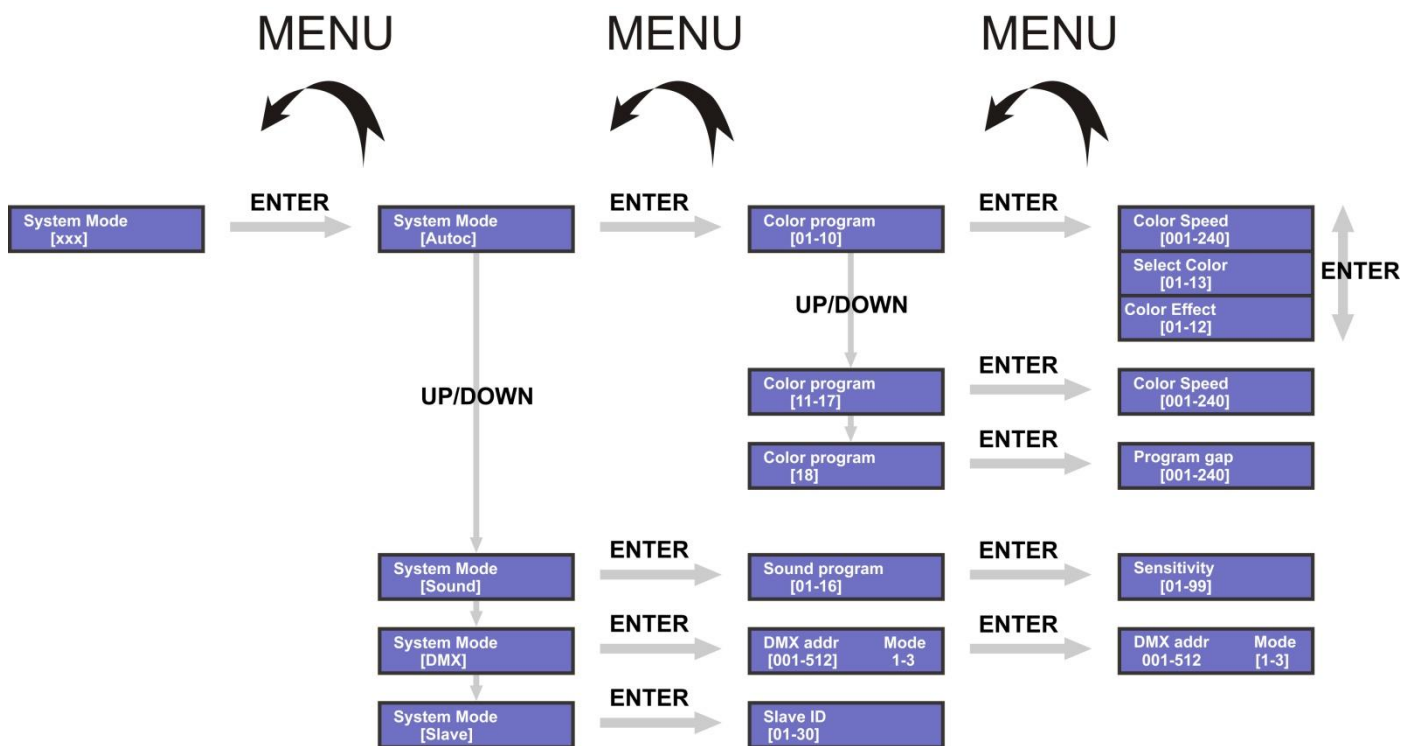 MENU MENU MENU
ENTER ENTER ENTER
System Mode
[xxx]
System Mode
[Autoc]
Color program
[01-10]
Color Speed
[001-240]
Select Color
[01-13]
Color Effect
[01-12]
ENTER
UP/DOWN
UP/DOWN
Color program
[11-17]
ENTER
Color Speed
[001-240]
Color program
[18]
ENTER
Program gap
[001-240]
System Mode
[Sound]
ENTER
Sound program
[01-16]
ENTER
Sensitivity
[01-99]
System Mode
[DMX]
ENTER
DMX addr Mode
[001-512] 1-3
ENTER
DMX addr Mode
001-512 [1-3]
System Mode
[Slave]
ENTER
Slave ID
[01-30]